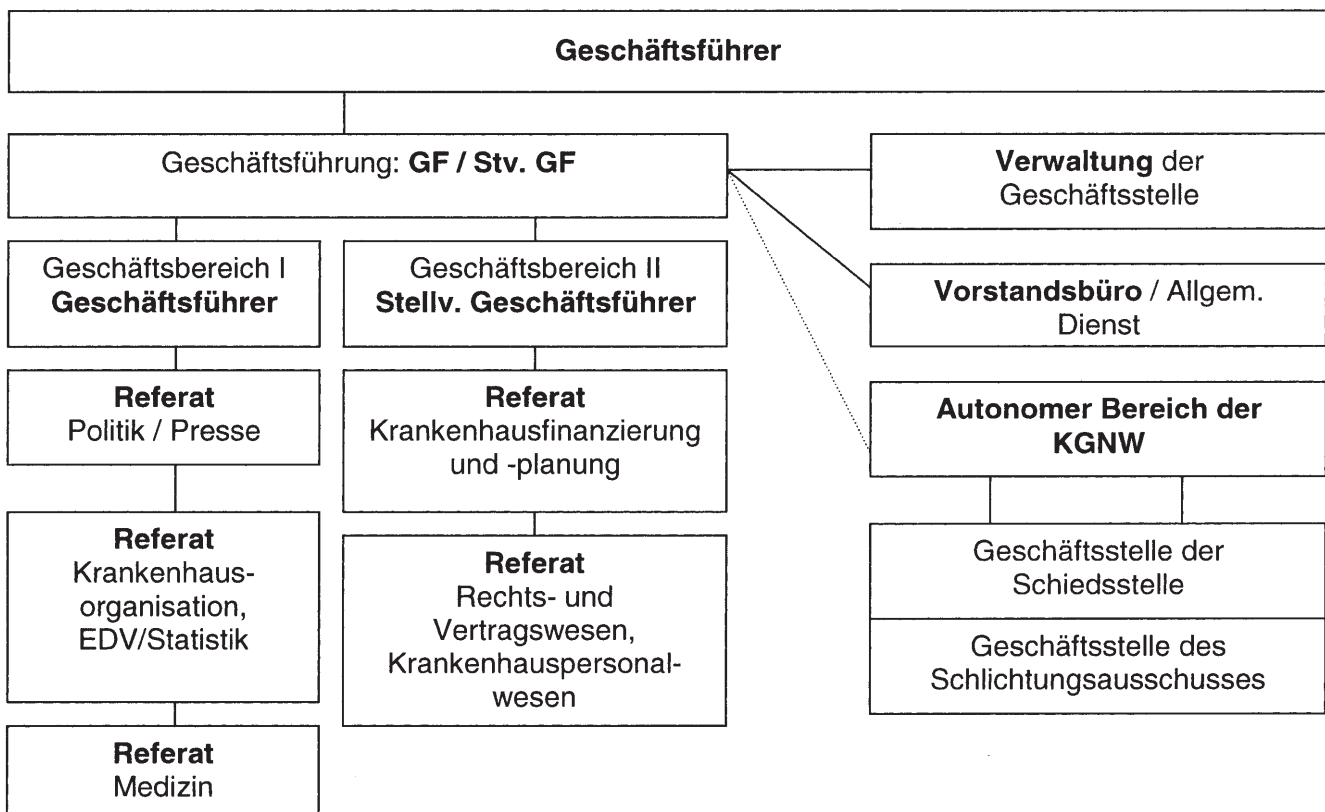 Geschäftsführer
Geschäftsführung: GF / Stv. GF
Verwaltung der
Geschäftsstelle
Geschäftsbereich I
Geschäftsführer
Geschäftsbereich II
Stellv. Geschäftsführer
Vorstandsbüro / Allgem.
Dienst
Referat
Politik / Presse
Referat
Krankenhausfinanzierung
und -planung
Autonomer Bereich der
KGNW
Referat
Krankenhaus-
organisation,
EDV/Statistik
Referat
Rechts- und
Vertragswesen,
Krankenhauspersonal-
wesen
Geschäftsstelle der
Schiedsstelle
Geschäftsstelle des
Schlichtungsausschusses
Referat
Medizin